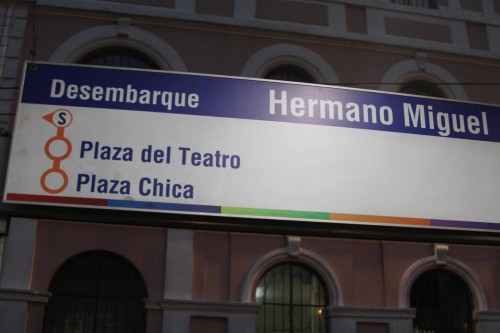 Desembarque Hermano Miguel
S
Plaza del Teatro
Plaza Chica